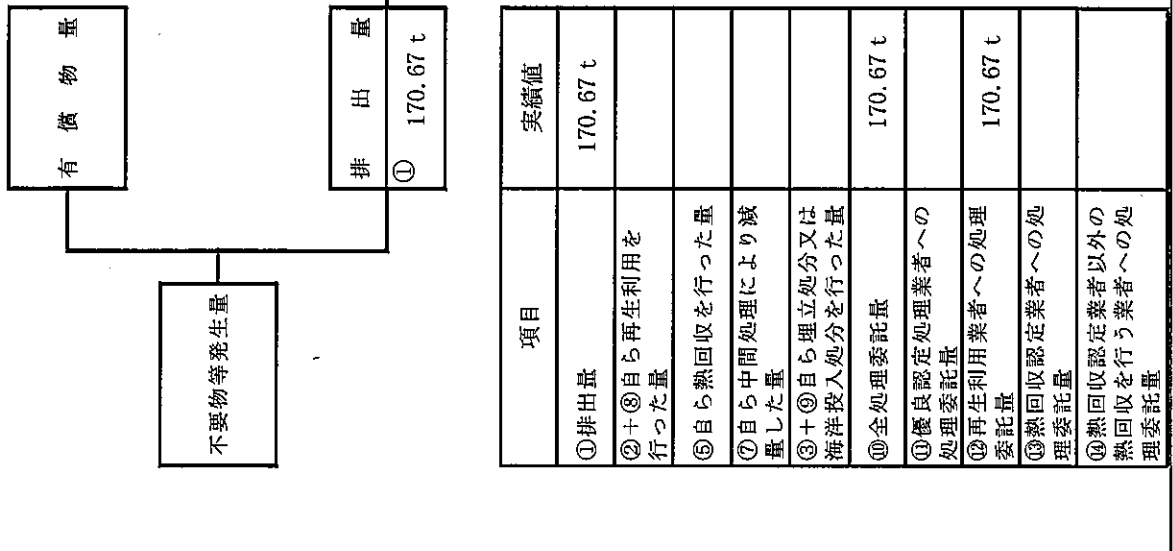 有償物量
不要物等発生量
排出量
① 170.67 t
項目 実績値
①排出量 170.67 t
②＋⑧自ら再生利用を
行った量
⑤自ら熱回収を行った量
⑦自ら中間処理により減
量した量
③＋⑨自ら埋立処分又は
海洋投入処分を行った量
⑩全処理委託量 170.67 t
⑪優良認定処理業者への
処理委託量
⑫再生利用業者への処理
委託量 170.67 t
⑬熱回収認定業者への処
理委託量
⑭熱回収認定業者以外の
熱回収を行う業者への処
理委託量